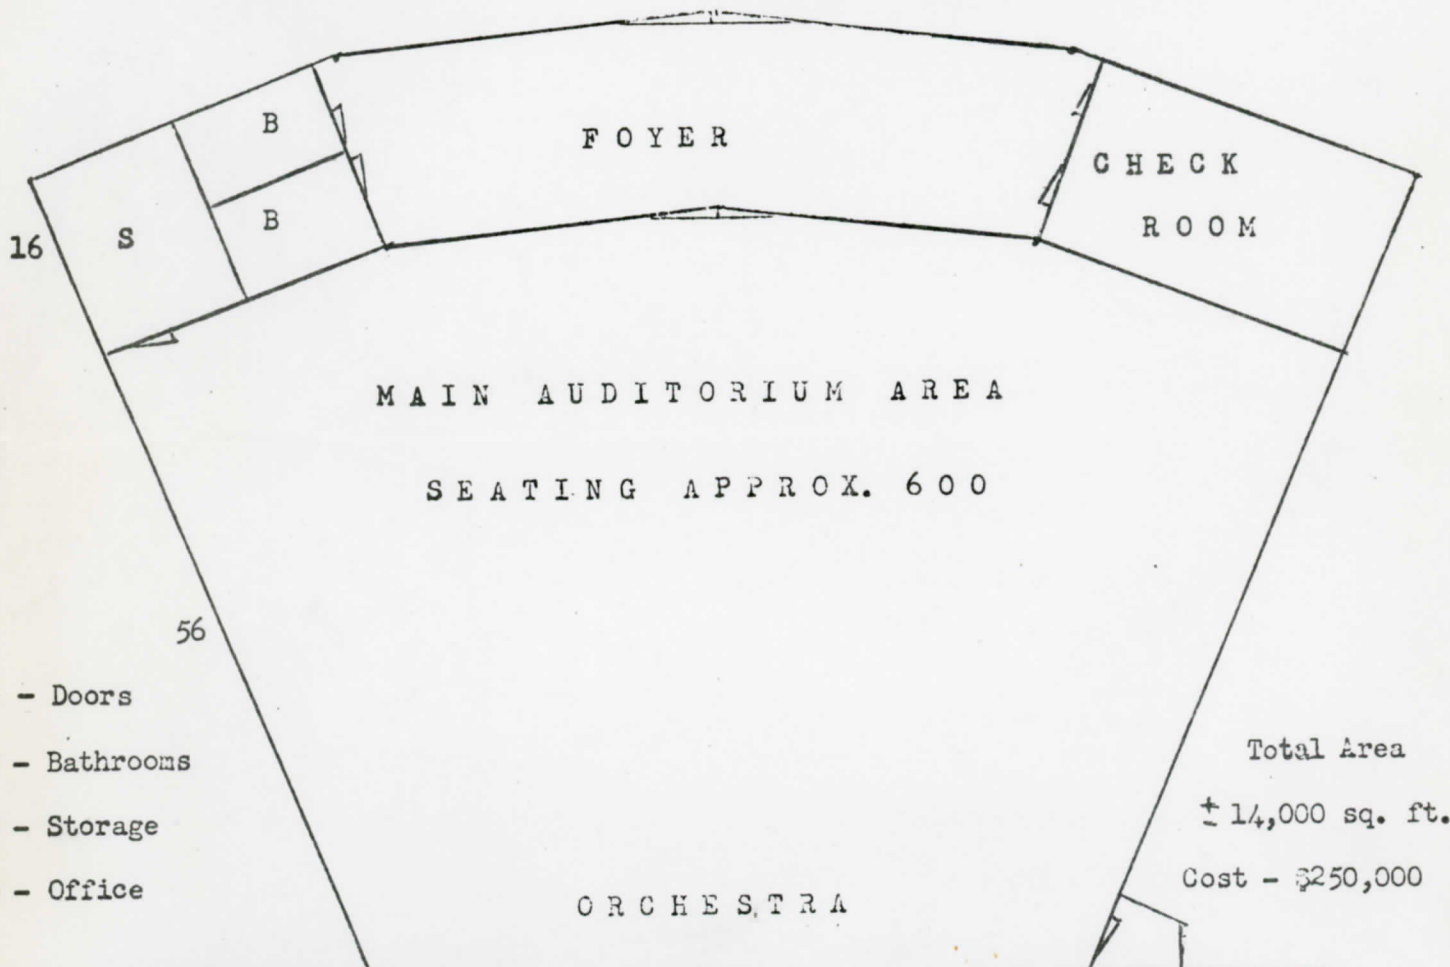 B
FOYER
CHECK
ROOM
B
S
16
MAIN AUDITORIUM AREA
SEATING APPROX. 600
56
- Doors
- Bathrooms
- Storage
- Office
Total Area
± 14,000 sq. ft.
Cost - $250,000
ORCHESTRA